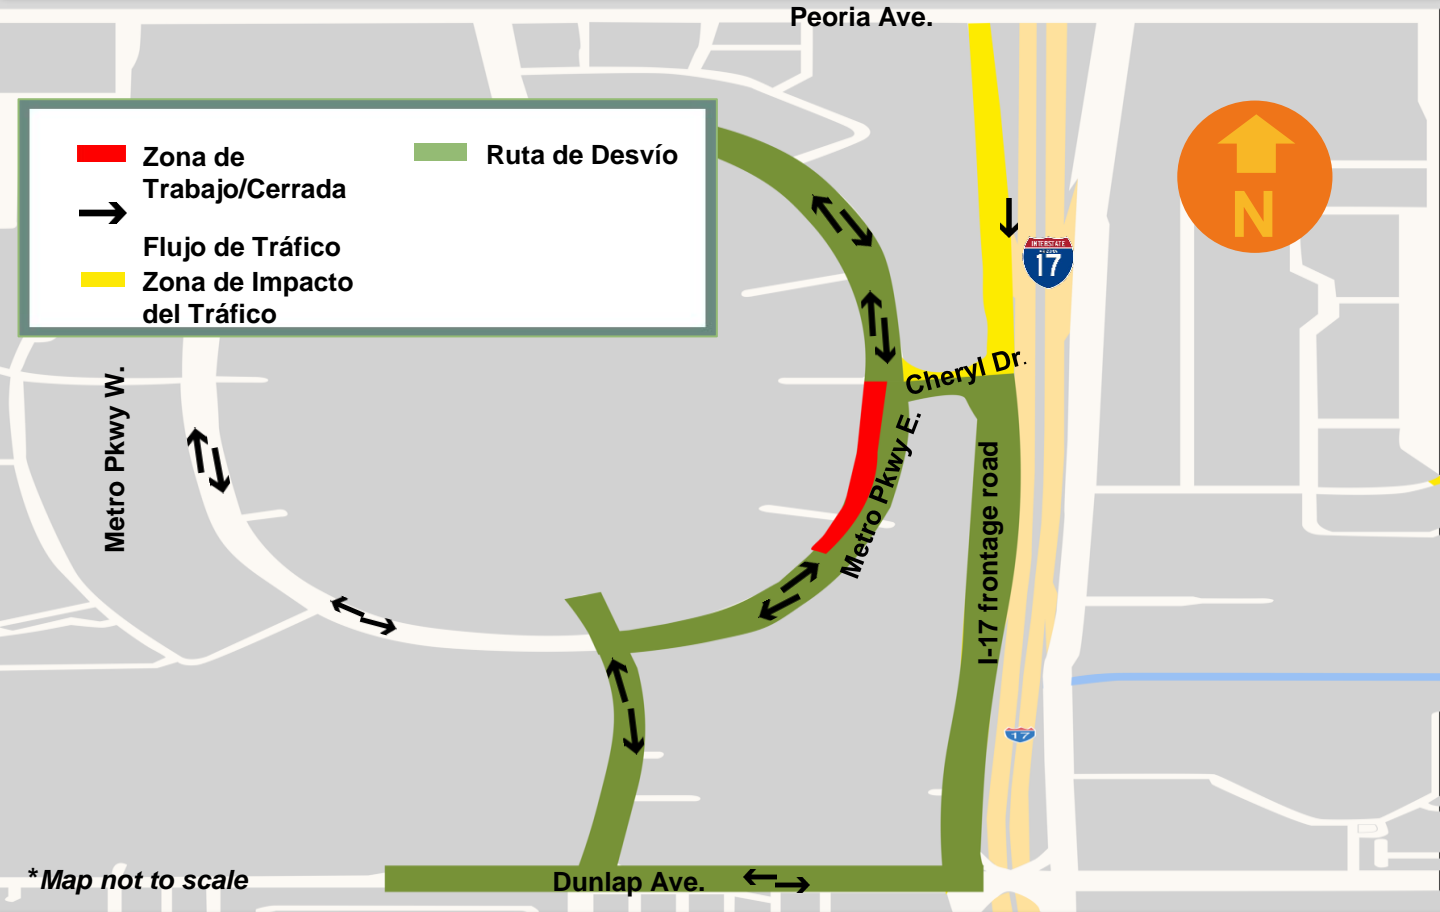 Peoria Ave.
Zona de
Trabajo/Cerrada
Ruta de Desvío
Flujo de Tráfico
Zona de Impacto
del Tráfico
N
INTERSTATE
17
Cheryl Dr.
Metro Pkwy W.
Metro Pkwy E.
I-17 frontage road
17
*Map not to scale
Dunlap Ave.